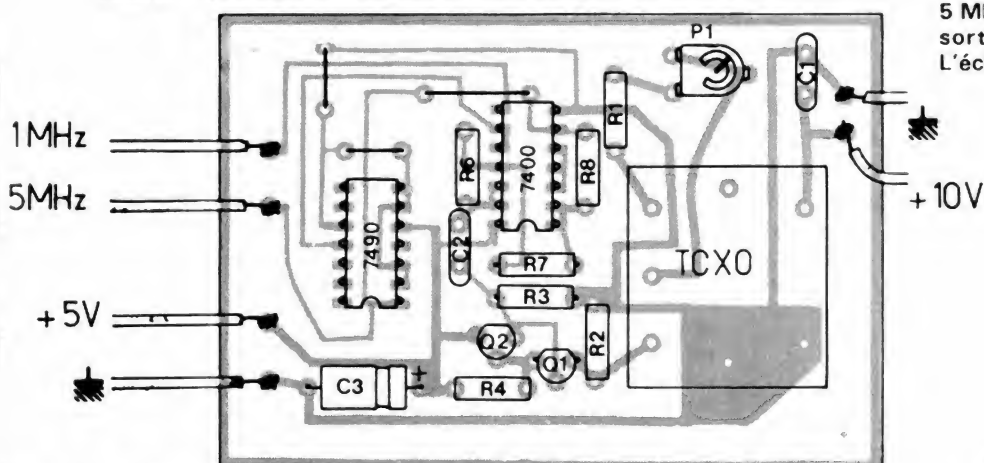 5 M
sort
L'éc
P1
C1
R1
1MHz
R6
7400
R8
5MHz
+10V
7490
C2
TCXO
R7
R3
+5V
Q2
R2
Q1
C3
+
R4